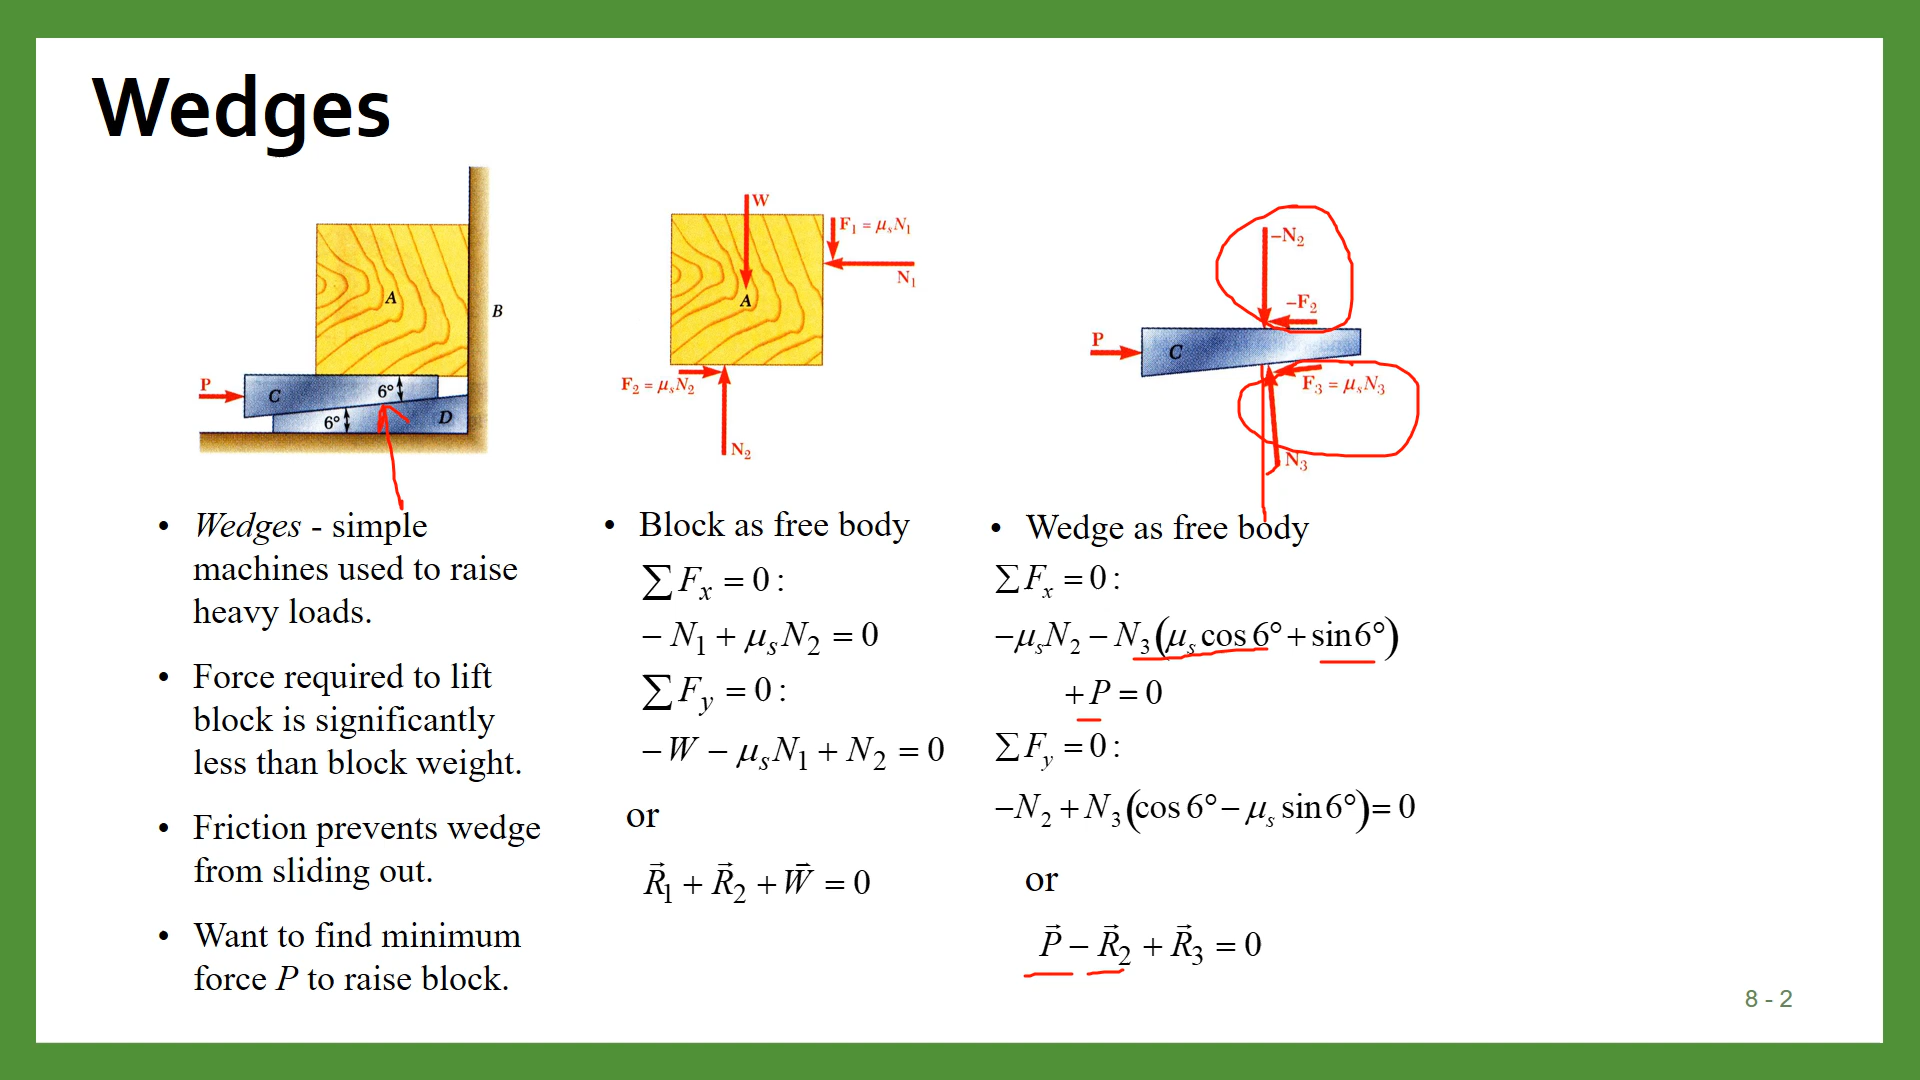 Wedges
A
B
P
C
6°
6°
D
W
F₁ = μₛN₁
N₁
A
F₂ = μₛN₂
N₂
–N₂
–F₂
P
C
F₃ = μₛN₃
N₃
• Wedges - simple
machines used to raise
heavy loads.
• Force required to lift
block is significantly
less than block weight.
• Friction prevents wedge
from sliding out.
• Want to find minimum
force P to raise block.
• Block as free body
∑Fₓ = 0 :
− N₁ + μₛN₂ = 0
∑F_y = 0 :
− W − μₛN₁ + N₂ = 0
or
R⃗₁ + R⃗₂ + W⃗ = 0
• Wedge as free body
∑Fₓ = 0 :
−μₛN₂ − N₃(μₛ cos 6° + sin 6°)
+ P = 0
∑F_y = 0 :
−N₂ + N₃(cos 6° − μₛ sin 6°) = 0
or
P⃗ − R⃗₂ + R⃗₃ = 0
8 - 2